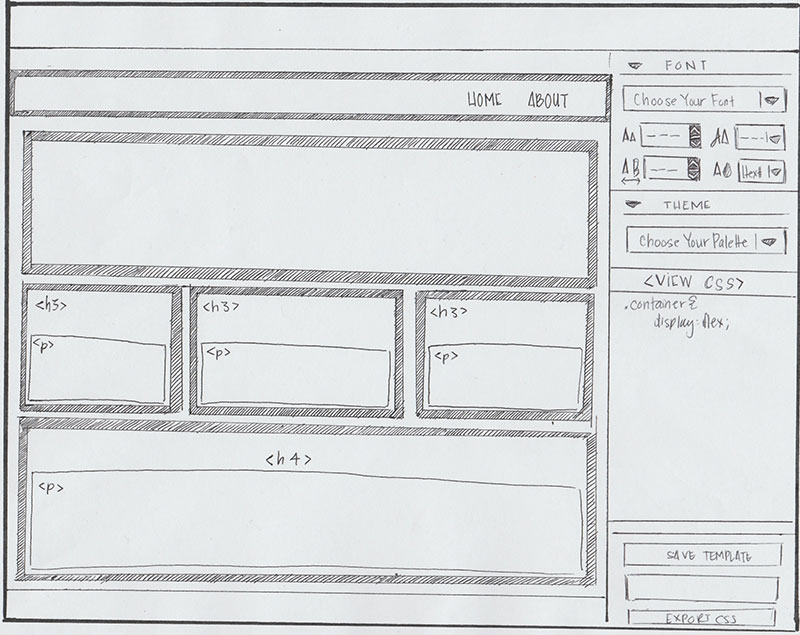 HOME ABOUT
<h3>
<p>
<h3>
<p>
<h3>
<p>
<h4>
<p>
FONT
Choose Your Font
AA ---
AA ---
AB ---
AO Hex#
THEME
Choose Your Palette
<VIEW CSS>
.container{
display: flex;
SAVE TEMPLATE
EXPORT CSS